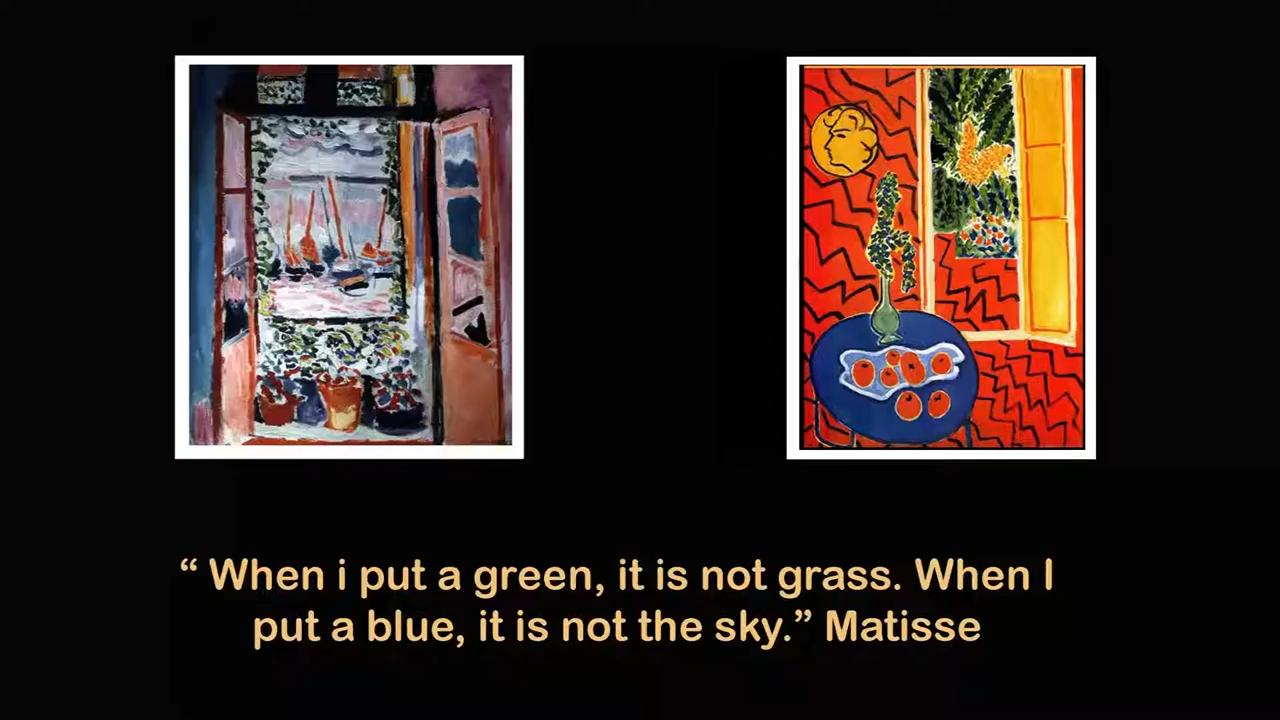 “ When i put a green, it is not grass. When I
put a blue, it is not the sky.” Matisse